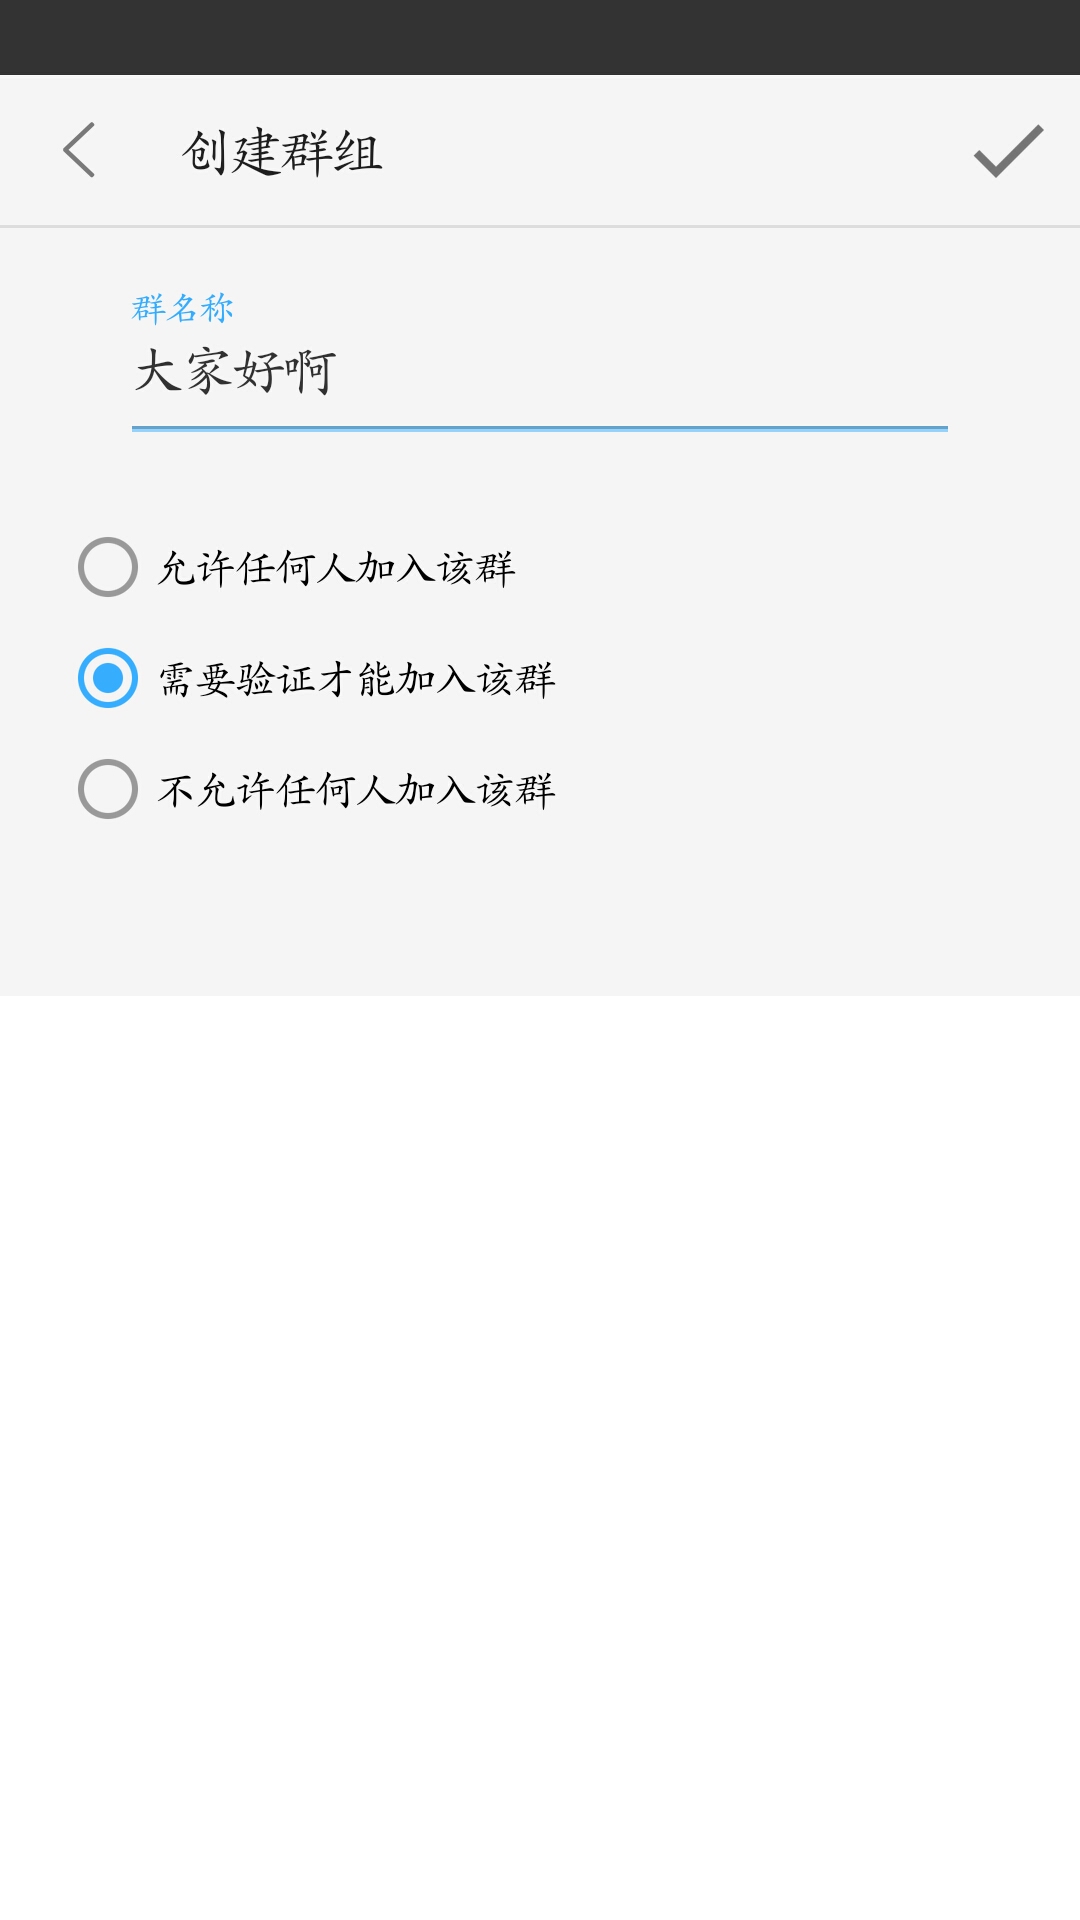 创建群组
群名称
大家好啊
允许任何人加入该群
需要验证才能加入该群
不允许任何人加入该群